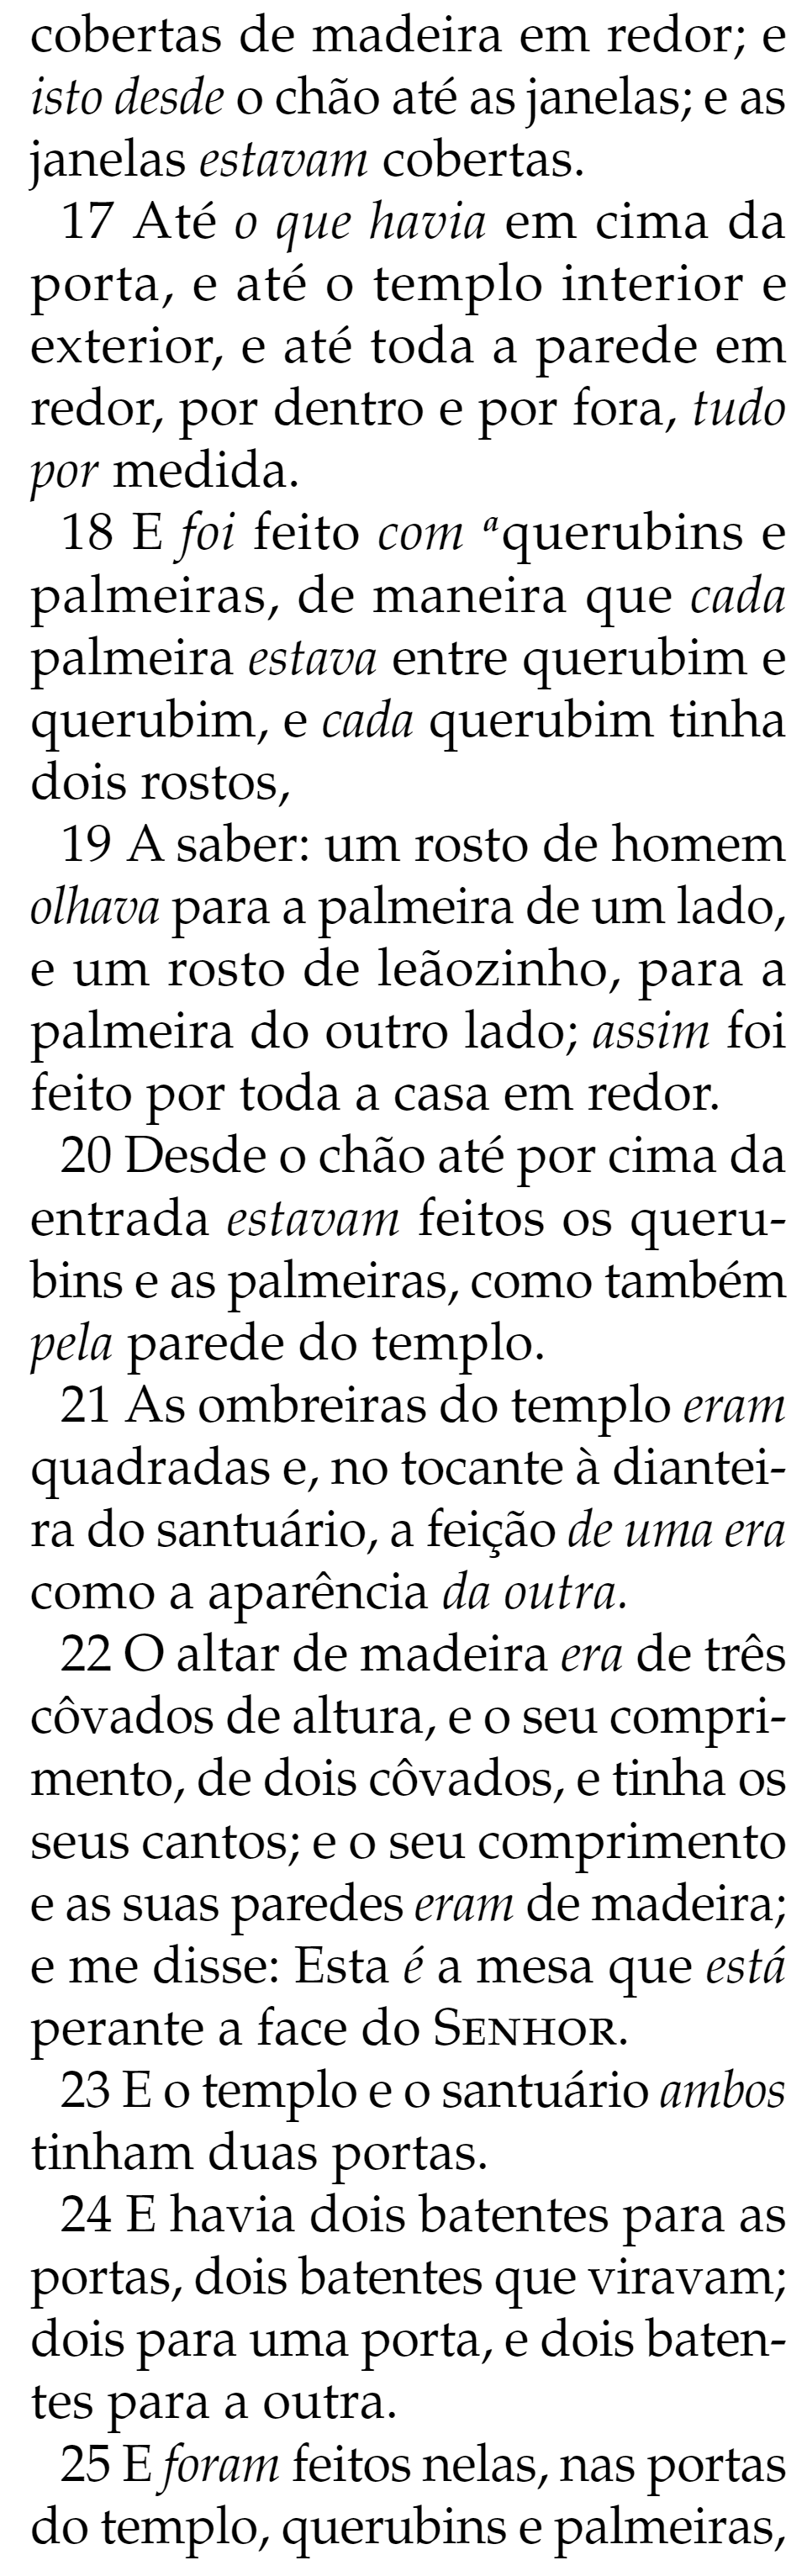 cobertas de madeira em redor; e
isto desde o chão até as janelas; e as
janelas estavam cobertas.
17 Até o que havia em cima da
porta, e até o templo interior e
exterior, e até toda a parede em
redor, por dentro e por fora, tudo
por medida.
18 E foi feito com ᵃquerubins e
palmeiras, de maneira que cada
palmeira estava entre querubim e
querubim, e cada querubim tinha
dois rostos,
19 A saber: um rosto de homem
olhava para a palmeira de um lado,
e um rosto de leãozinho, para a
palmeira do outro lado; assim foi
feito por toda a casa em redor.
20 Desde o chão até por cima da
entrada estavam feitos os queru-
bins e as palmeiras, como também
pela parede do templo.
21 As ombreiras do templo eram
quadradas e, no tocante à diantei-
ra do santuário, a feição de uma era
como a aparência da outra.
22 O altar de madeira era de três
côvados de altura, e o seu compri-
mento, de dois côvados, e tinha os
seus cantos; e o seu comprimento
e as suas paredes eram de madeira;
e me disse: Esta é a mesa que está
perante a face do SENHOR.
23 E o templo e o santuário ambos
tinham duas portas.
24 E havia dois batentes para as
portas, dois batentes que viravam;
dois para uma porta, e dois baten-
tes para a outra.
25 E foram feitos nelas, nas portas
do templo, querubins e palmeiras,